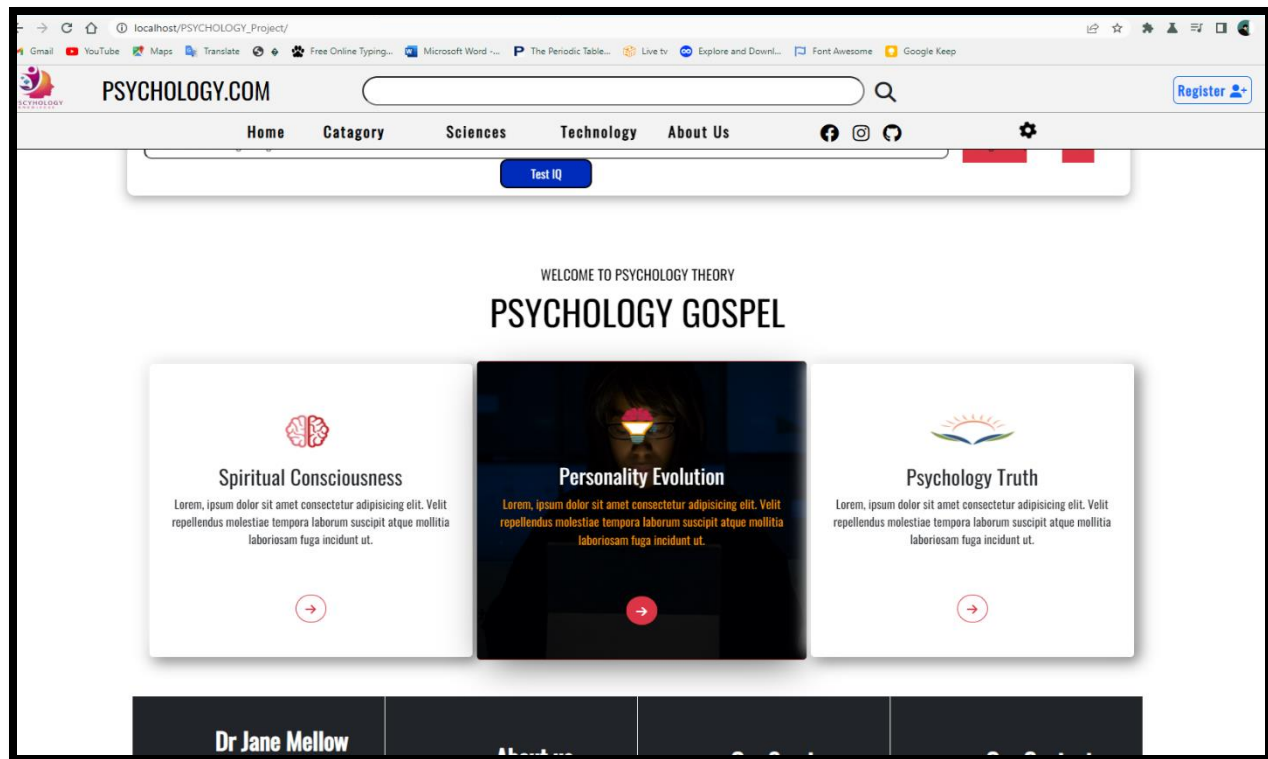 localhost/PSYCHOLOGY_Project/
Gmail YouTube Maps Translate Free Online Typing... Microsoft Word -... The Periodic Table... Live tv Explore and Downl... Font Awesome Google Keep
PSYCHOLOGY.COM Register
Home Catagory Sciences Technology About Us
Test IQ
WELCOME TO PSYCHOLOGY THEORY
PSYCHOLOGY GOSPEL
Spiritual Consciousness
Lorem, ipsum dolor sit amet consectetur adipisicing elit. Velit
repellendus molestiae tempora laborum suscipit atque mollitia
laboriosam fuga incidunt ut.
Personality Evolution
Lorem, ipsum dolor sit amet consectetur adipisicing elit. Velit
repellendus molestiae tempora laborum suscipit atque mollitia
laboriosam fuga incidunt ut.
Psychology Truth
Lorem, ipsum dolor sit amet consectetur adipisicing elit. Velit
repellendus molestiae tempora laborum suscipit atque mollitia
laboriosam fuga incidunt ut.
Dr Jane Mellow
About us